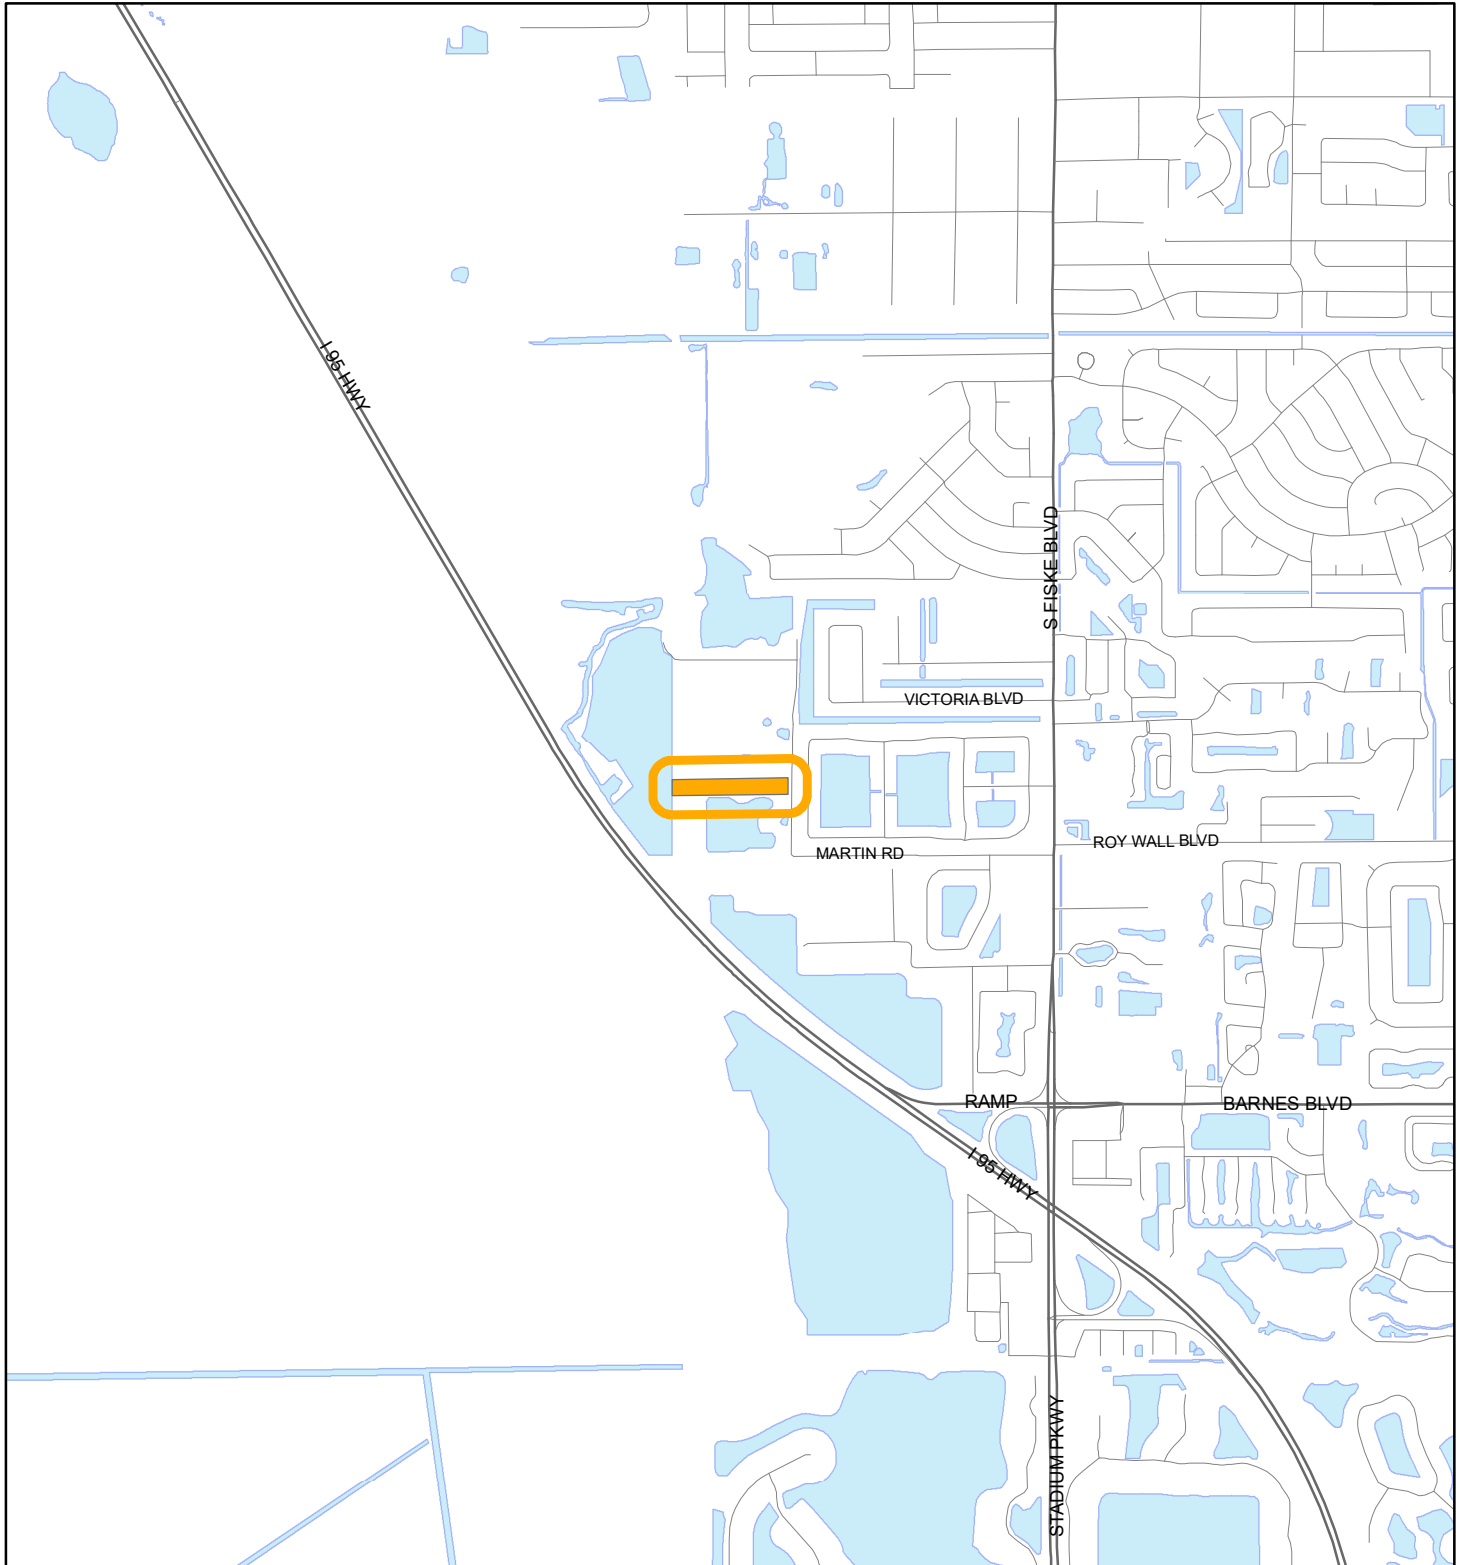 I 95 HWY
S FISKE BLVD
VICTORIA BLVD
MARTIN RD
ROY WALL BLVD
RAMP
BARNES BLVD
I 95 HWY
STADIUM PKWY